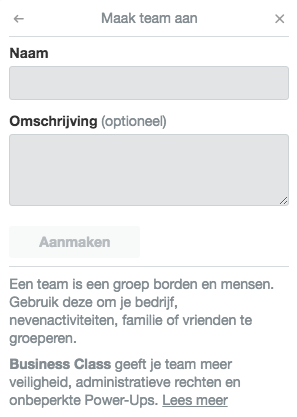 Maak team aan
Naam
Omschrijving (optioneel)
Aanmaken
Een team is een groep borden en mensen.
Gebruik deze om je bedrijf,
nevenactiviteiten, familie of vrienden te
groeperen.
Business Class geeft je team meer
veiligheid, administratieve rechten en
onbeperkte Power-Ups. Lees meer